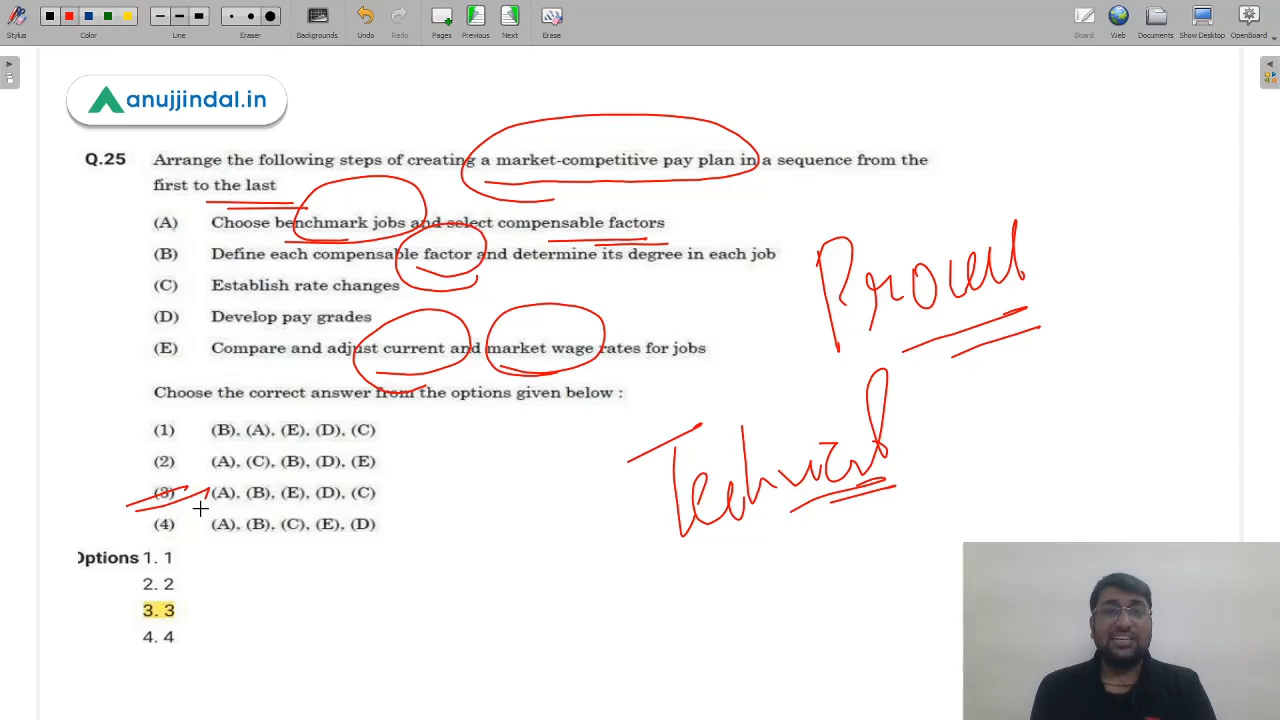 Stylus
Color
Line
Eraser
Backgrounds
Undo
Redo
Pages
Previous
Next
Erase
Board
Web
Documents
Show Desktop
OpenBoard
anujjindal.in
Q.25 Arrange the following steps of creating a market-competitive pay plan in a sequence from the
first to the last
(A) Choose benchmark jobs and select compensable factors
(B) Define each compensable factor and determine its degree in each job
(C) Establish rate changes
(D) Develop pay grades
(E) Compare and adjust current and market wage rates for jobs
Choose the correct answer from the options given below :
(1) (B), (A), (E), (D), (C)
(2) (A), (C), (B), (D), (E)
(3) (A), (B), (E), (D), (C)
(4) (A), (B), (C), (E), (D)
Options 1. 1
2. 2
3. 3
4. 4